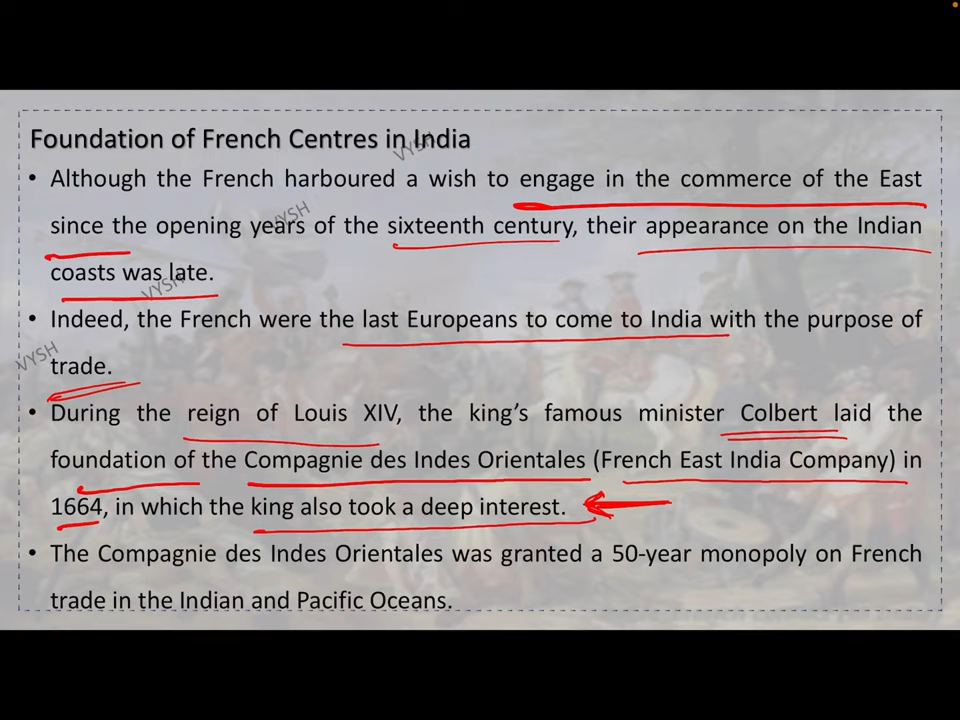 Foundation of French Centres in India
VYSH
• Although the French harboured a wish to engage in the commerce of the East
VYSH
since the opening years of the sixteenth century, their appearance on the Indian
coasts was late.
VYSH
• Indeed, the French were the last Europeans to come to India with the purpose of
VYSH
trade.
• During the reign of Louis XIV, the king's famous minister Colbert laid the
foundation of the Compagnie des Indes Orientales (French East India Company) in
1664, in which the king also took a deep interest.
• The Compagnie des Indes Orientales was granted a 50-year monopoly on French
trade in the Indian and Pacific Oceans.